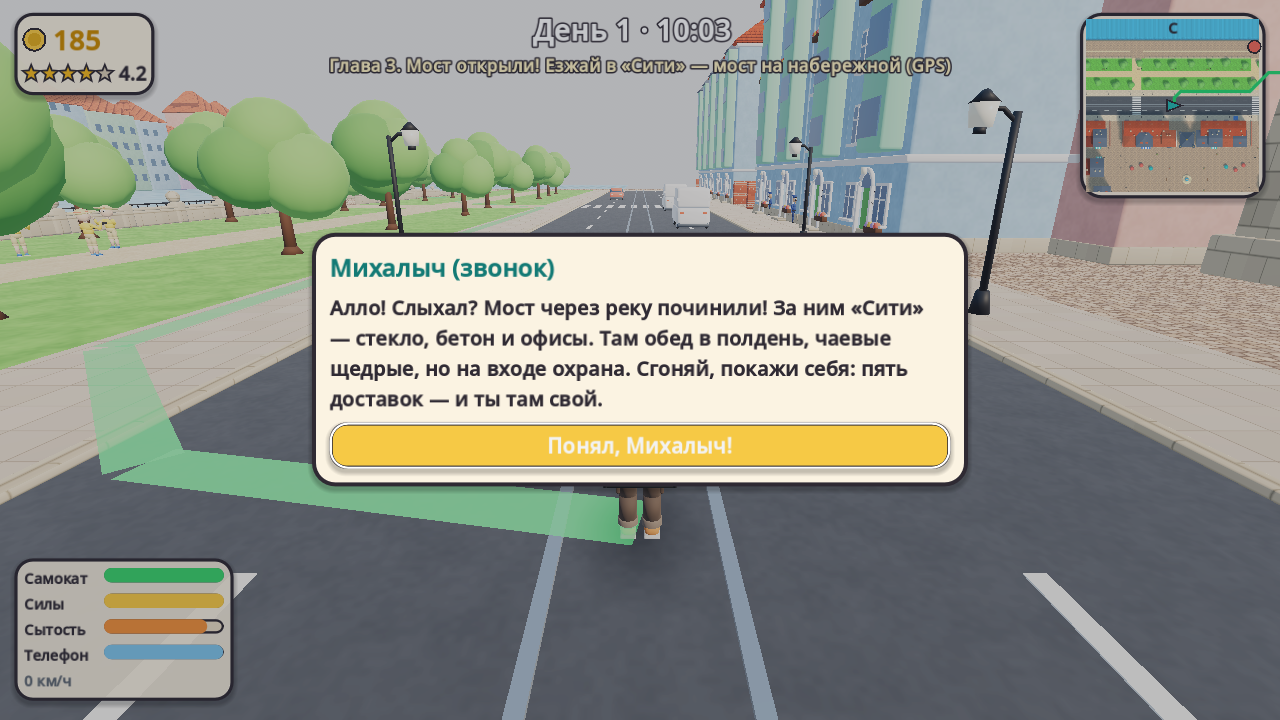 185
4.2
День 1 · 10:03
Глава 3. Мост открыли! Езжай в «Сити» — мост на набережной (GPS)
С
Михалыч (звонок)
Алло! Слыхал? Мост через реку починили! За ним «Сити»
— стекло, бетон и офисы. Там обед в полдень, чаевые
щедрые, но на входе охрана. Сгоняй, покажи себя: пять
доставок — и ты там свой.
Понял, Михалыч!
Самокат
Силы
Сытость
Телефон
0 км/ч